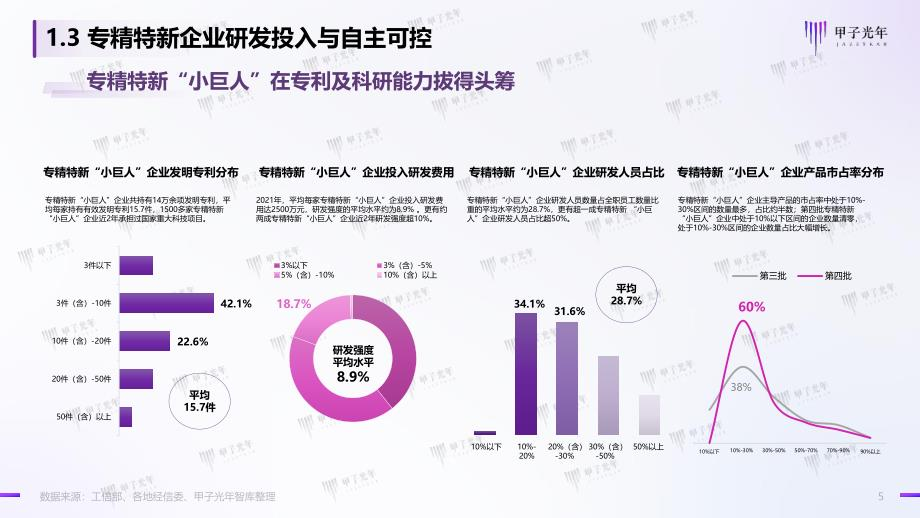 1.3 专精特新企业研发投入与自主可控
甲子光年
JAZZYEAR
专精特新“小巨人”在专利及科研能力拔得头筹
专精特新“小巨人”企业发明专利分布
专精特新“小巨人”企业共持有14万余项发明专利，平
均每家持有有效发明专利15.7件，1500多家专精特新
“小巨人”企业近2年承担过国家重大科技项目。
3件以下
3件（含）-10件
42.1%
10件（含）-20件
22.6%
20件（含）-50件
50件（含）以上
平均
15.7件
专精特新“小巨人”企业投入研发费用
2021年，平均每家专精特新“小巨人”企业投入研发费
用达2500万元，研发强度的平均水平约为8.9% 。更有约
两成专精特新“小巨人”企业近2年研发强度超10%。
3%以下
3%（含）-5%
5%（含）-10%
10%（含）以上
18.7%
研发强度
平均水平
8.9%
专精特新“小巨人”企业研发人员占比
专精特新“小巨人”企业研发人员数量占全职员工数量比
重的平均水平约为28.7%，更有超一成专精特新 “小巨
人”企业研发人员占比超50%。
平均
28.7%
34.1%
31.6%
10%以下
10%-
20%
20%（含）
-30%
30%（含）
-50%
50%以上
专精特新“小巨人”企业产品市占率分布
专精特新“小巨人”企业主导产品的市占率中处于10%-
30%区间的数量最多，占比约半数；第四批专精特新
“小巨人”企业中处于10%以下区间的企业数量清零，
处于10%-30%区间的企业数量占比大幅增长。
第三批
第四批
60%
38%
10%以下
10%-30%
30%-50%
50%-70%
70%-90%
90%以上
数据来源：工信部、各地经信委、甲子光年智库整理
5